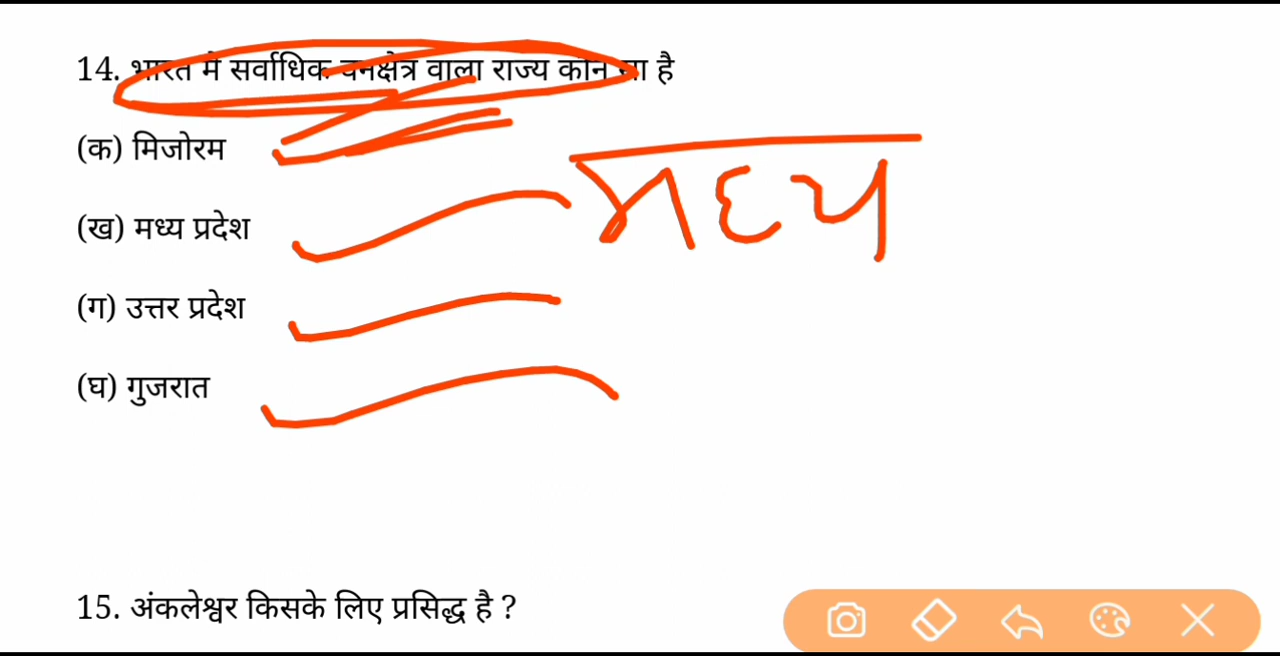 14. भारत में सर्वाधिक वनक्षेत्र वाला राज्य कौन सा है
(क) मिजोरम
मध्य
(ख) मध्य प्रदेश
(ग) उत्तर प्रदेश
(घ) गुजरात
15. अंकलेश्वर किसके लिए प्रसिद्ध है ?